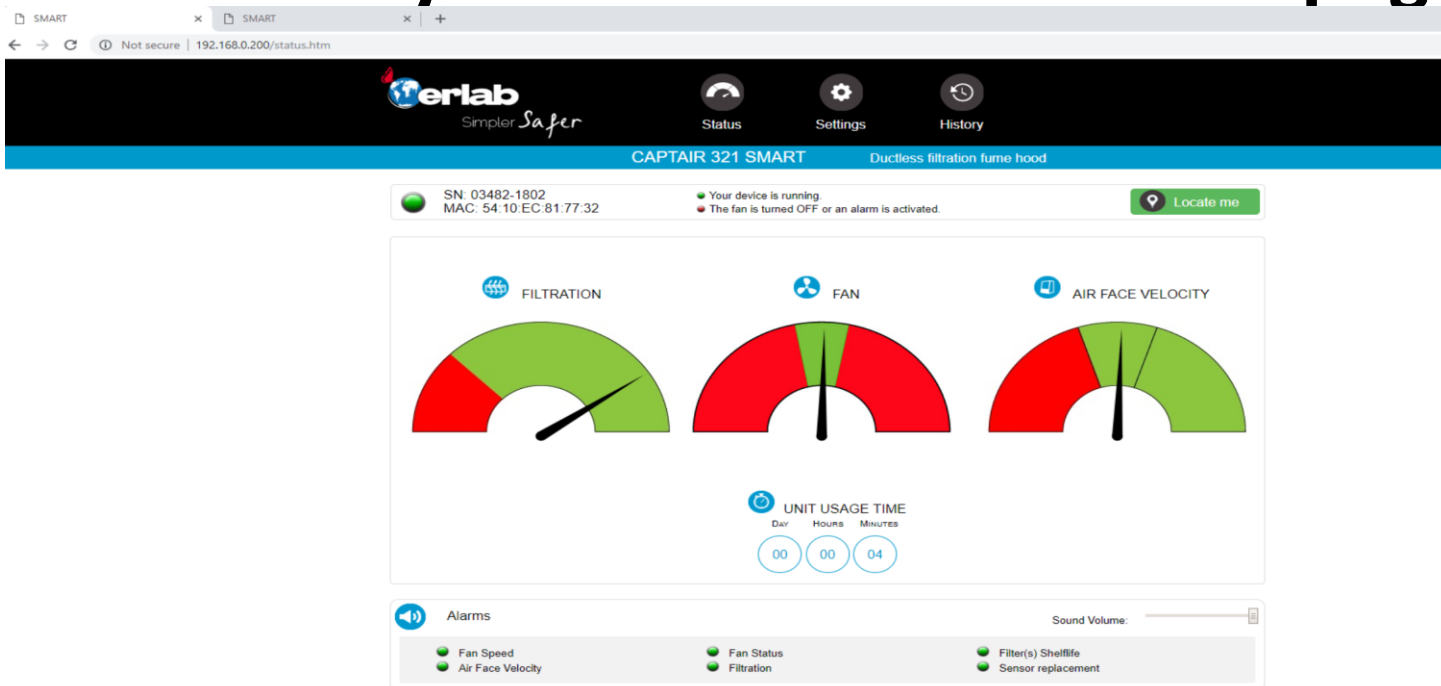 SMART
SMART
Not secure | 192.168.0.200/status.htm
erlab
Simpler Safer
Status
Settings
History
CAPTAIR 321 SMART
Ductless filtration fume hood
SN: 03482-1802
MAC: 54:10:EC:81:77:32
Your device is running.
The fan is turned OFF or an alarm is activated.
Locate me
FILTRATION
FAN
AIR FACE VELOCITY
UNIT USAGE TIME
DAY HOURS MINUTES
00 00 04
Alarms
Sound Volume:
Fan Speed
Fan Status
Filter(s) Shelflife
Air Face Velocity
Filtration
Sensor replacement